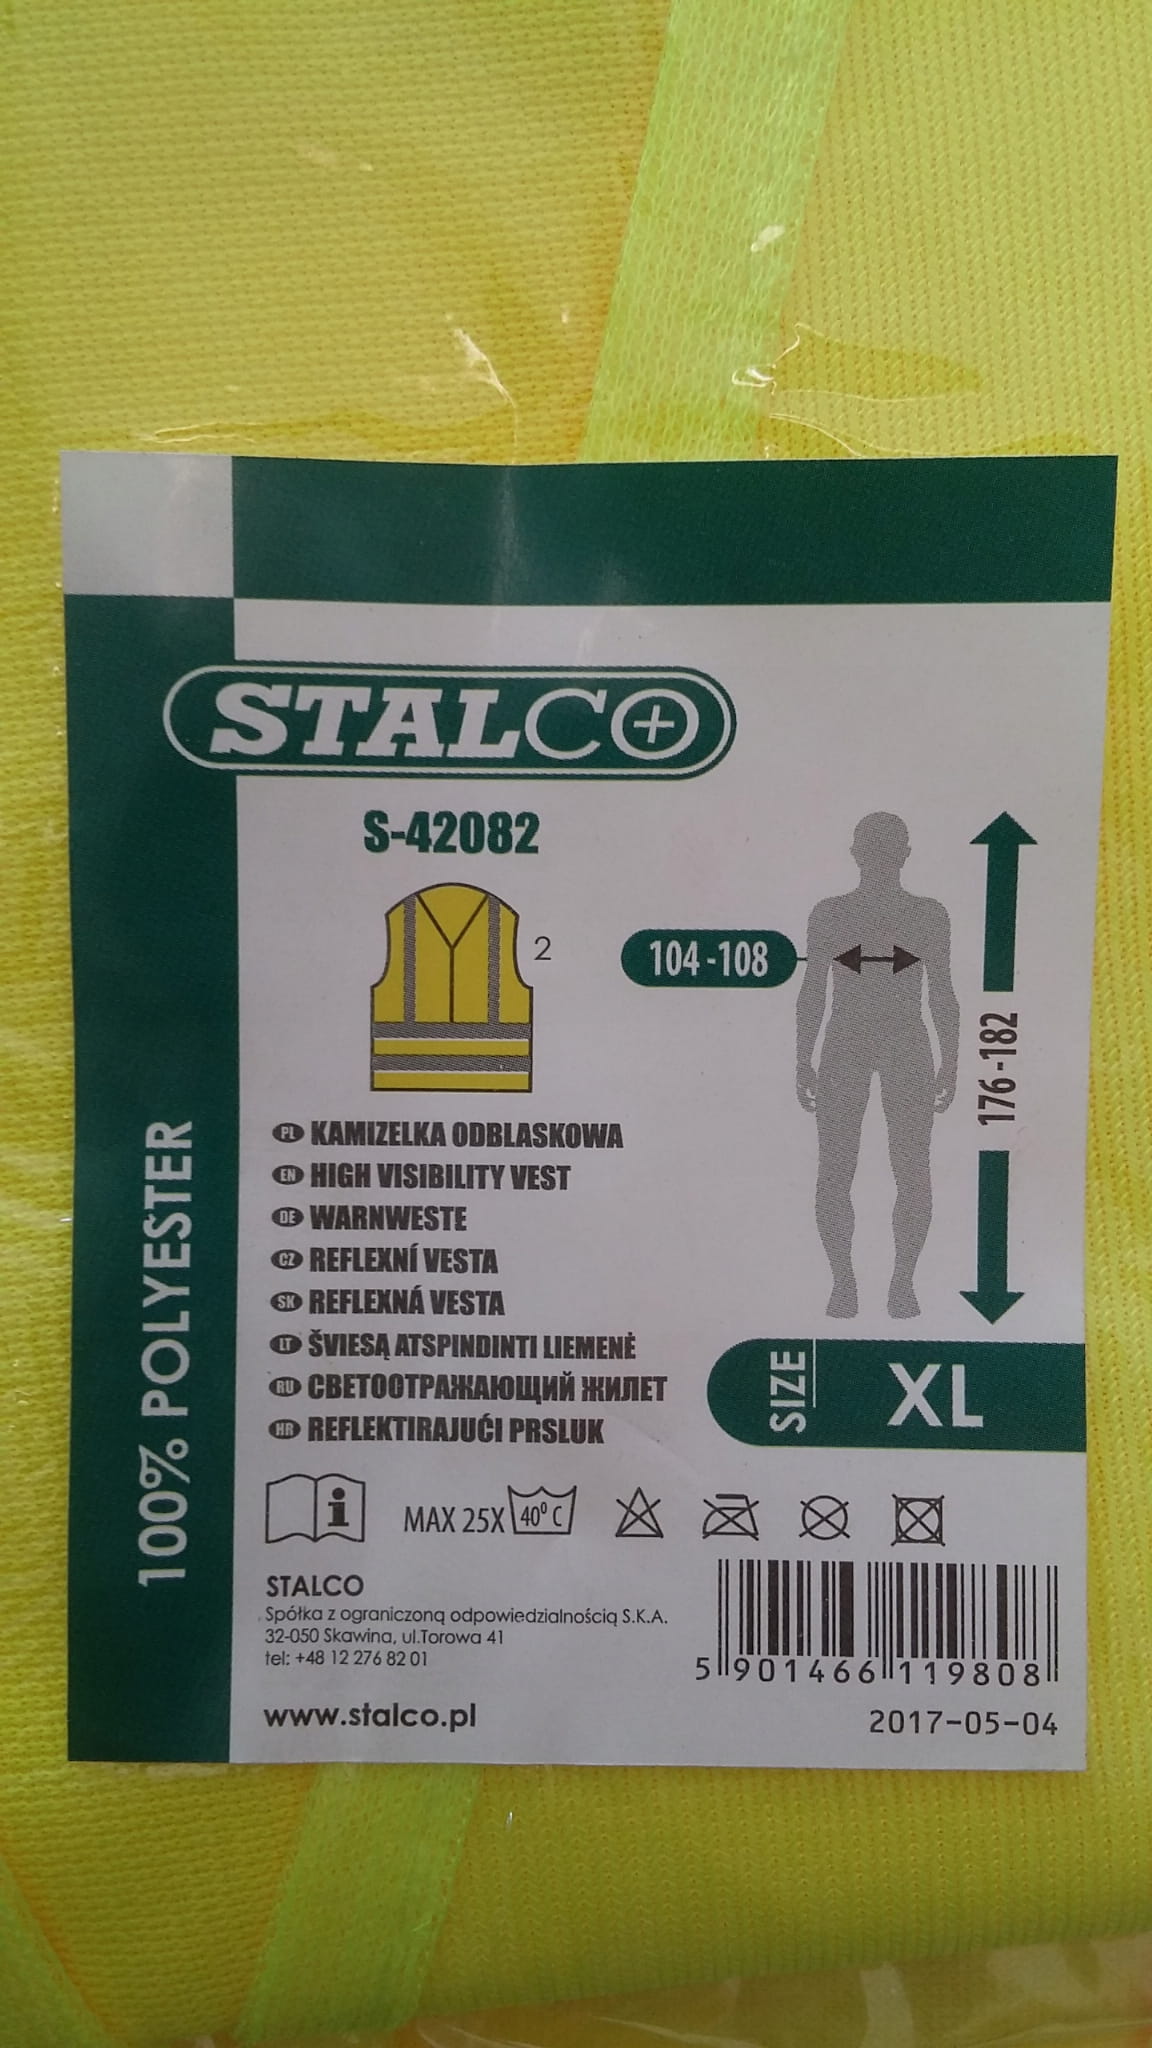 STALCO
S-42082
2
104-108
176-182
PL KAMIZELKA ODBLASKOWA
EN HIGH VISIBILITY VEST
DE WARNWESTE
CZ REFLEXNÍ VESTA
SK REFLEXNÁ VESTA
LT ŠVIESĄ ATSPINDINTI LIEMENĖ
RU СВЕТООТРАЖАЮЩИЙ ЖИЛЕТ
HR REFLEKTIRAJUĆI PRSLUK
SIZE XL
100% POLYESTER
i
MAX 25X 40⁰ C
STALCO
Spółka z ograniczoną odpowiedzialnością S.K.A.
32-050 Skawina, ul.Torowa 41
tel: +48 12 276 82 01
www.stalco.pl
5 901466 119808
2017-05-04